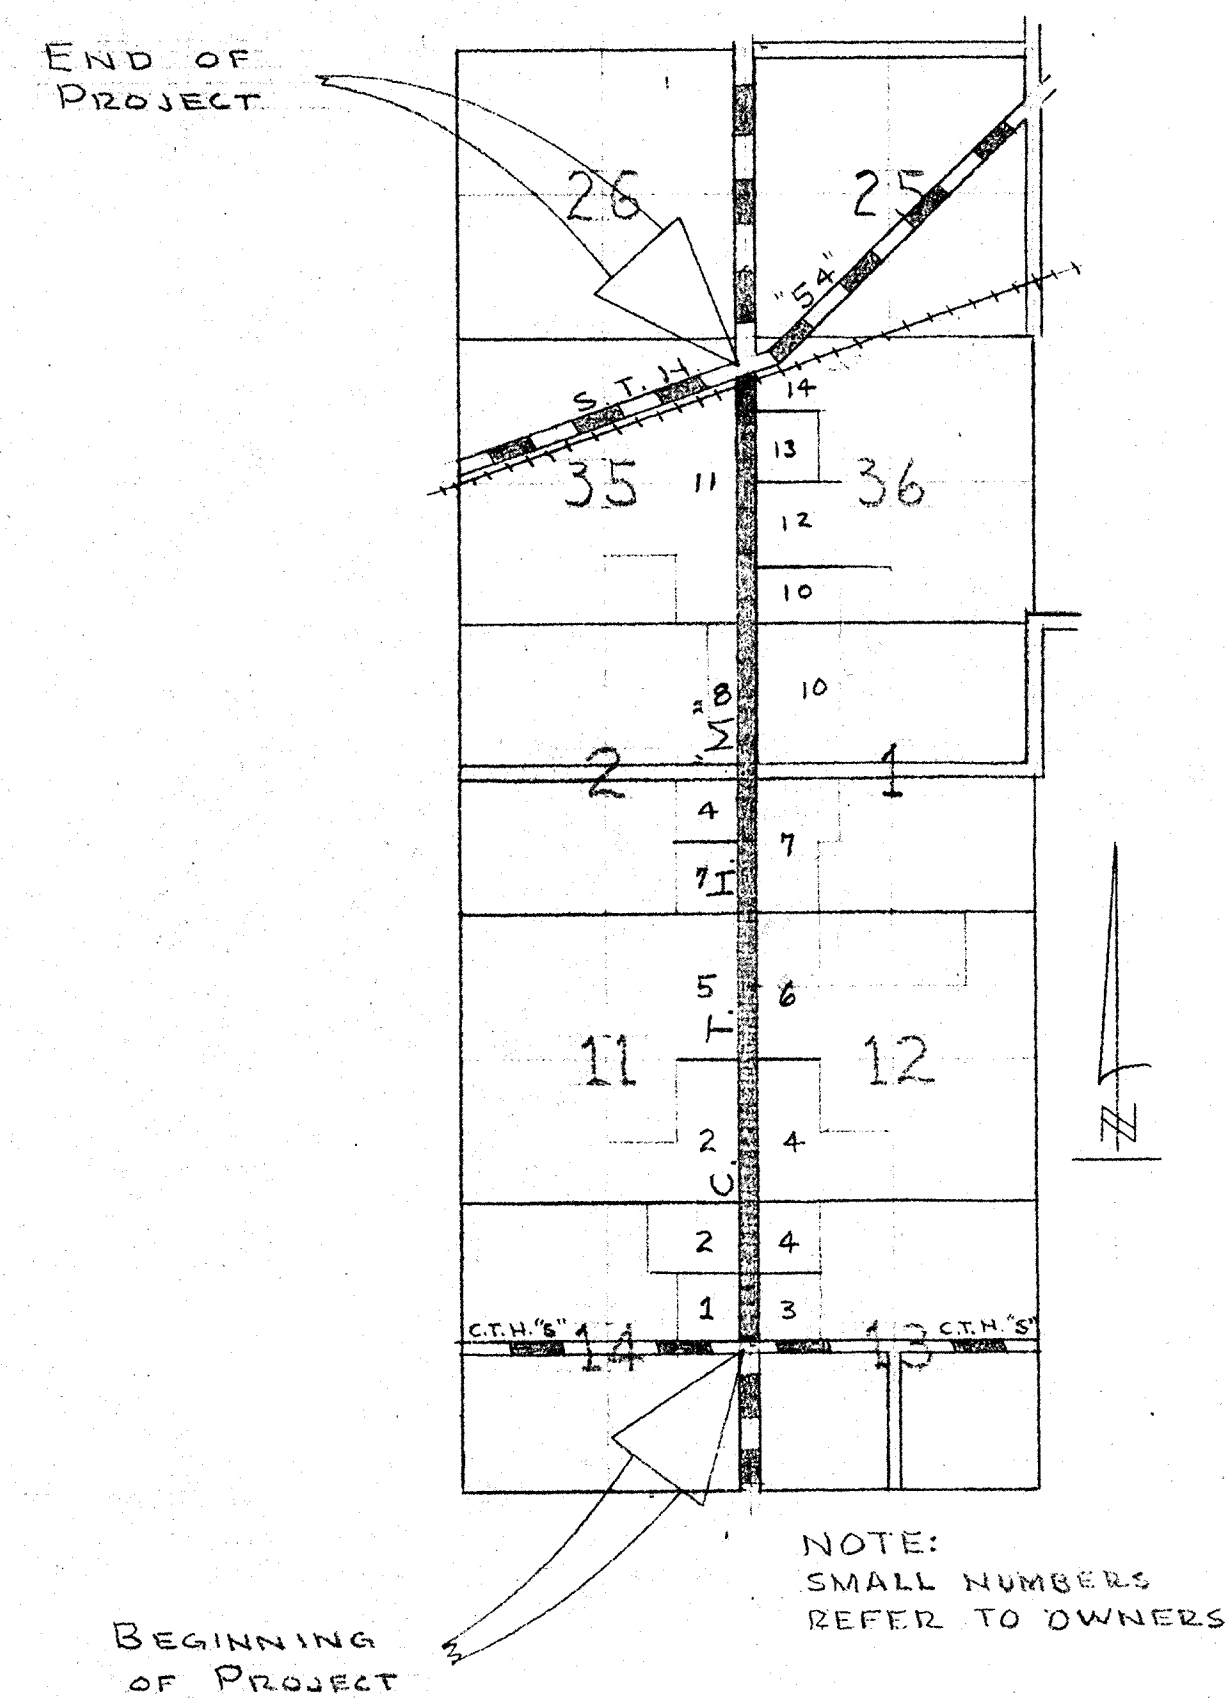 END OF
PROJECT
26
25
"54"
S. T. H.
14
13
35
11
36
12
10
8
10
"M"
2
1
4
7
7
I.
5
6
T.
11
12
2
4
C.
2
4
1
3
C.T.H. "S"
14
13
C.T.H. "S"
N
NOTE:
SMALL NUMBERS
REFER TO OWNERS
BEGINNING
OF PROJECT